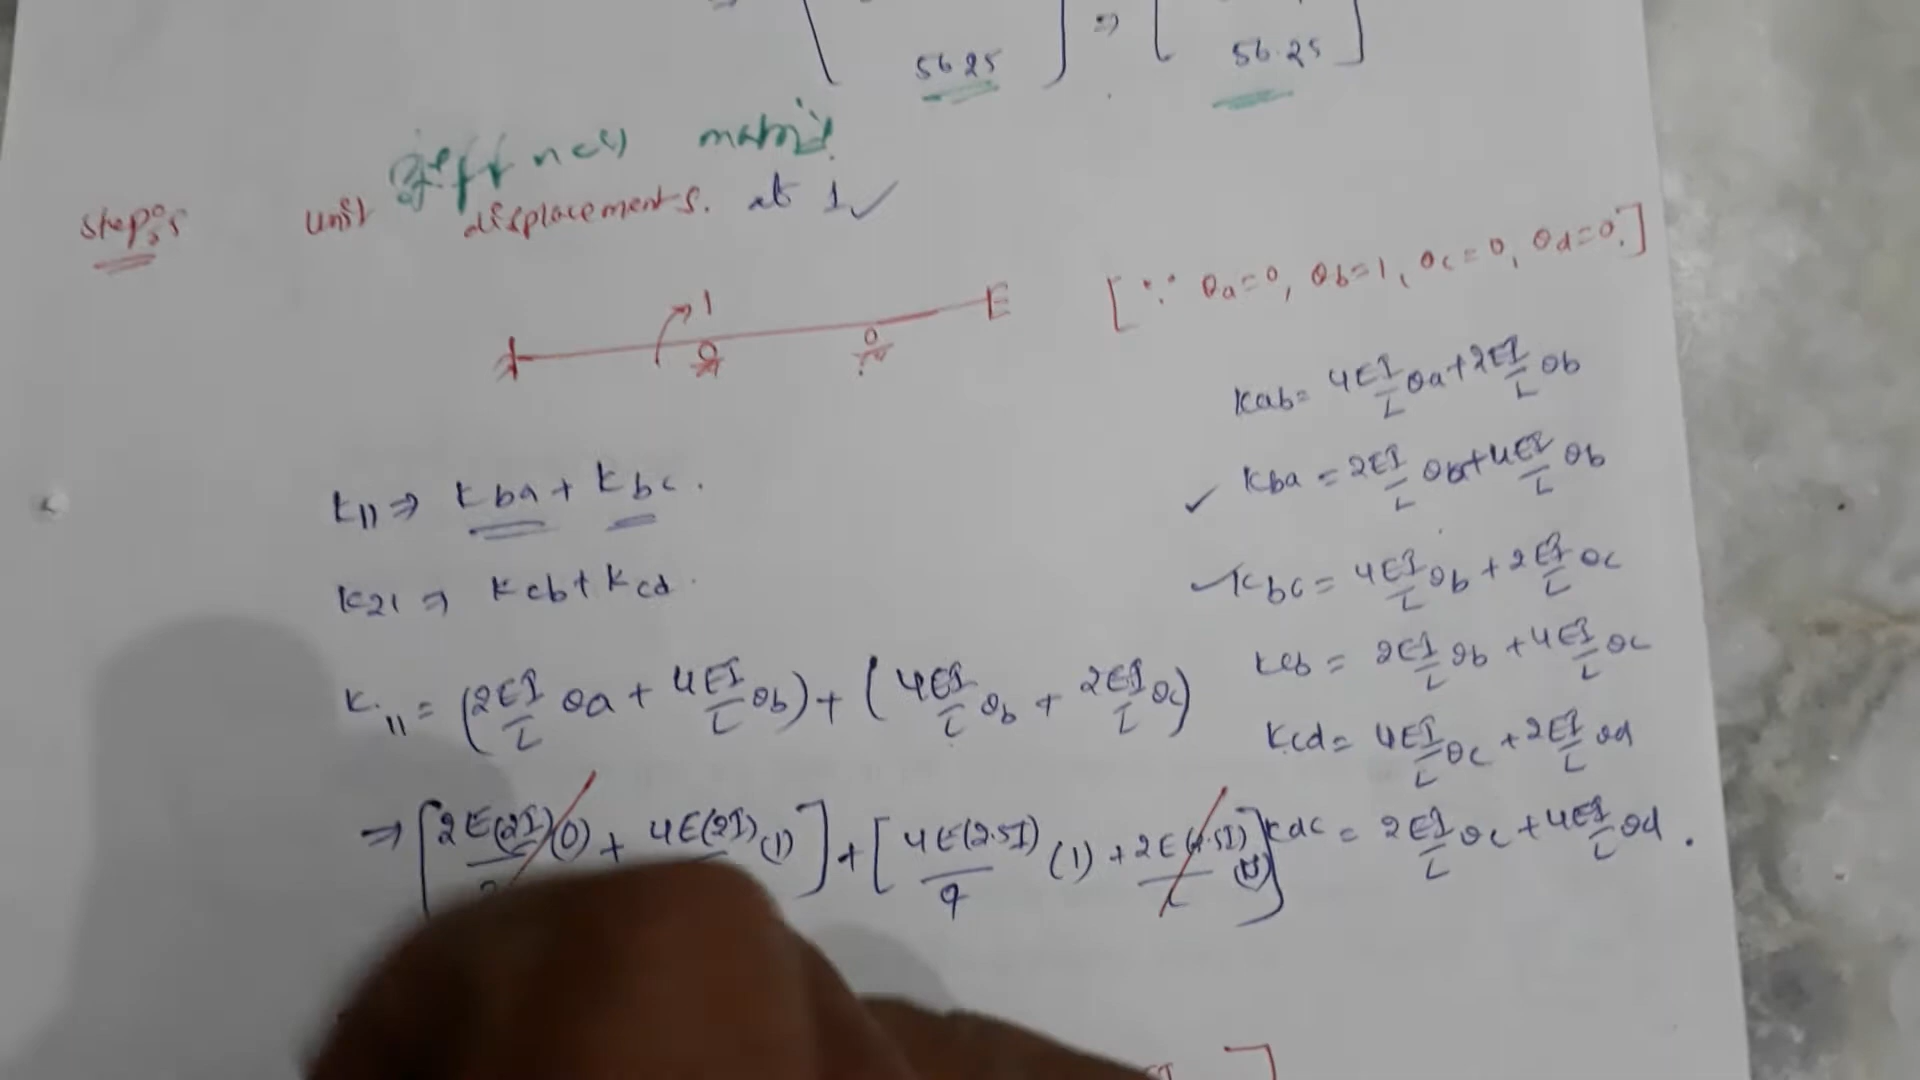 56.25 ⇒ 56.25
stiffness matrix
step:5 unit displacements. at 1 ✓
1
[∵ θa=0, θb=1, θc=0, θd=0.]
Kab = 4EI/L θa + 2EI/L θb
✓ Kba = 2EI/L θa + 4EI/L θb
K11 ⇒ Kba + Kbc.
✓ Kbc = 4EI/L θb + 2EI/L θc
K21 ⇒ Kcb + Kcd.
Kcb = 2EI/L θb + 4EI/L θc
K11 = (2EI/L θa + 4EI/L θb) + (4EI/L θb + 2EI/L θc)
Kcd = 4EI/L θc + 2EI/L θd
⇒ [2E(2I) (0) + 4E(2I) (1)] + [4E(2.5I)/9 (1) + 2E(2.5I)/L (0)]
Kdc = 2EI/L θc + 4EI/L θd.